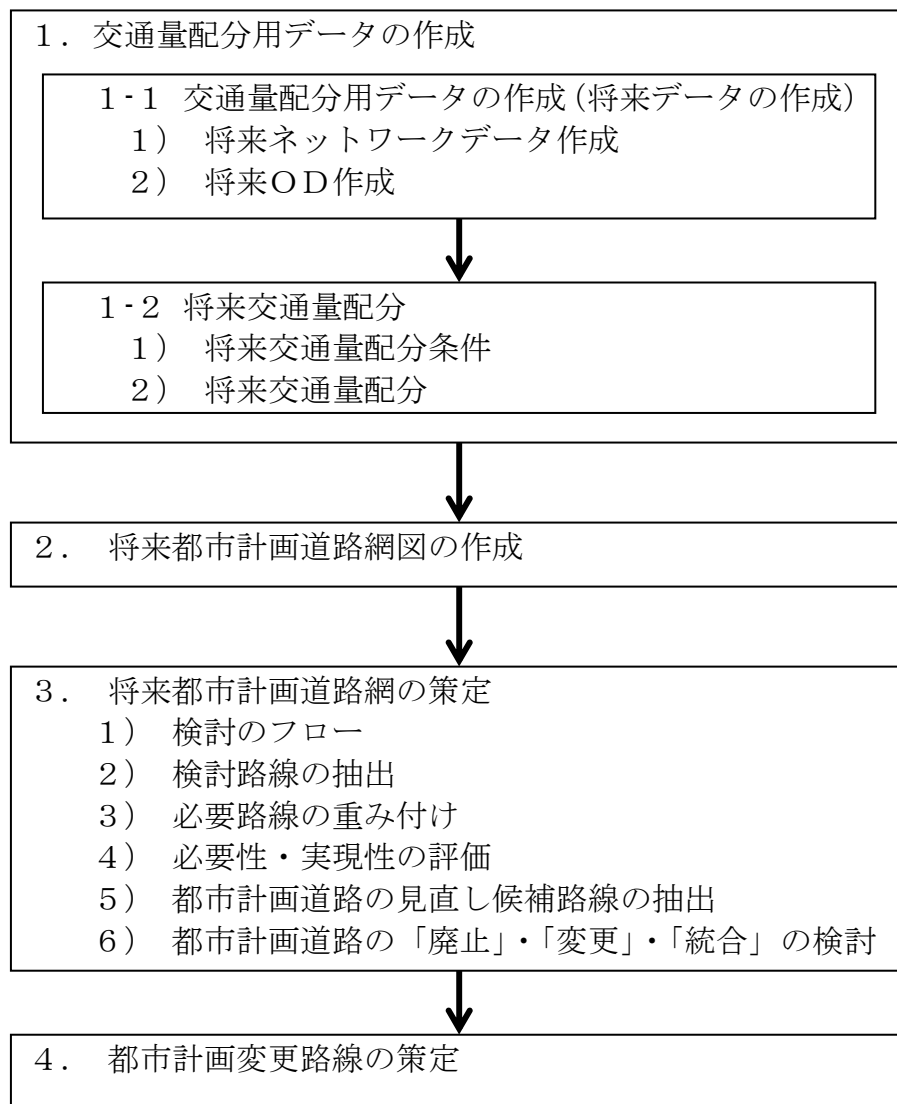 １．交通量配分用データの作成
１-１ 交通量配分用データの作成（将来データの作成）
１） 将来ネットワークデータ作成
２） 将来ＯＤ作成
１-２ 将来交通量配分
１） 将来交通量配分条件
２） 将来交通量配分
２． 将来都市計画道路網図の作成
３． 将来都市計画道路網の策定
１） 検討のフロー
２） 検討路線の抽出
３） 必要路線の重み付け
４） 必要性・実現性の評価
５） 都市計画道路の見直し候補路線の抽出
６） 都市計画道路の「廃止」・「変更」・「統合」の検討
４． 都市計画変更路線の策定